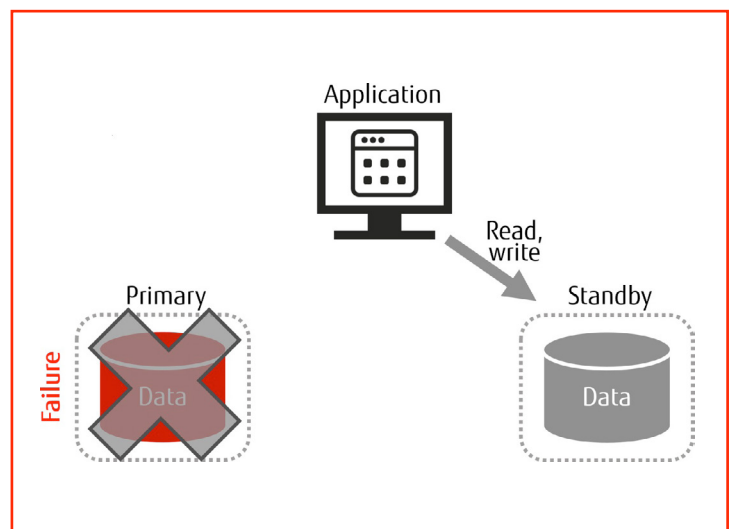 Application
Read,
write
Primary
Standby
Failure
Data
Data